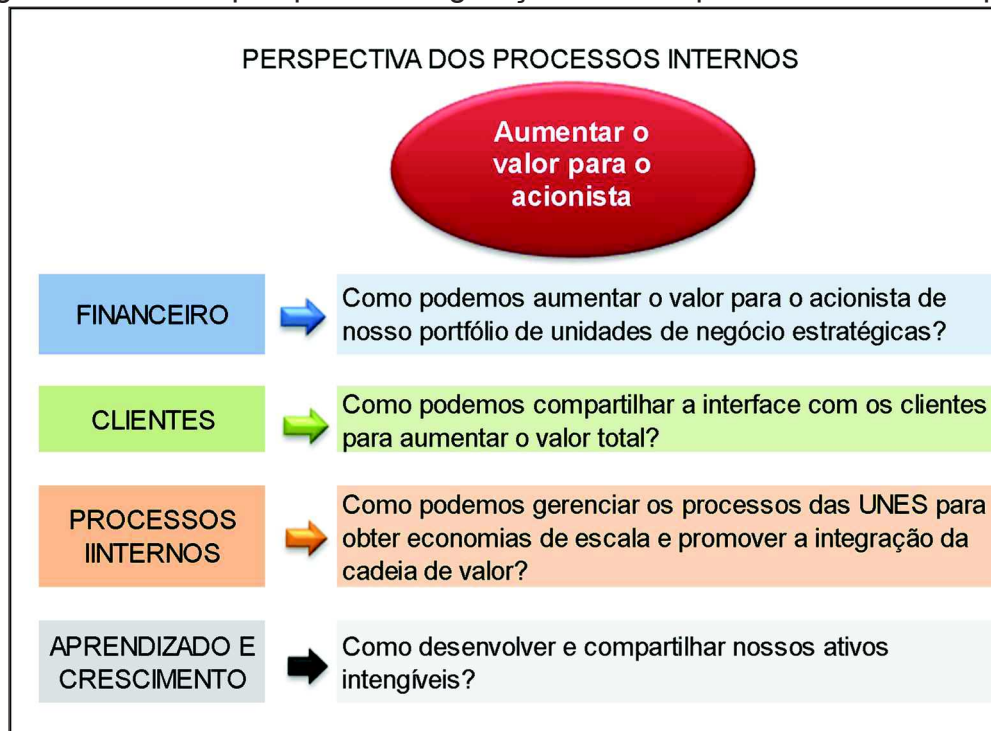 PERSPECTIVA DOS PROCESSOS INTERNOS
Aumentar o
valor para o
acionista
FINANCEIRO
Como podemos aumentar o valor para o acionista de
nosso portfólio de unidades de negócio estratégicas?
CLIENTES
Como podemos compartilhar a interface com os clientes
para aumentar o valor total?
PROCESSOS
IINTERNOS
Como podemos gerenciar os processos das UNES para
obter economias de escala e promover a integração da
cadeia de valor?
APRENDIZADO E
CRESCIMENTO
Como desenvolver e compartilhar nossos ativos
intengíveis?